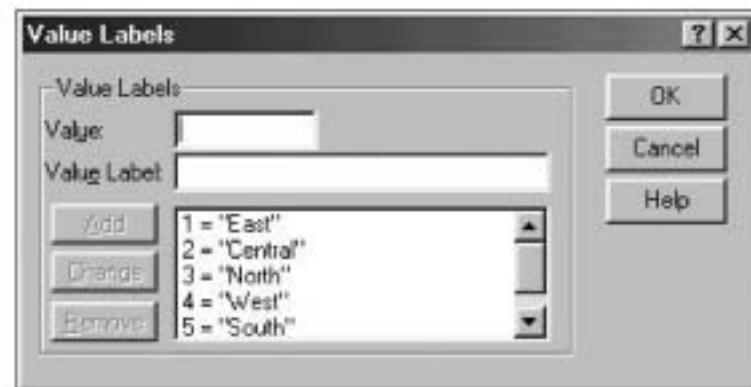 Value Labels
? X
Value Labels
Value:
Value Label:
OK
Cancel
Help
Add
Change
Remove
1 = "East"
2 = "Central"
3 = "North"
4 = "West"
5 = "South"